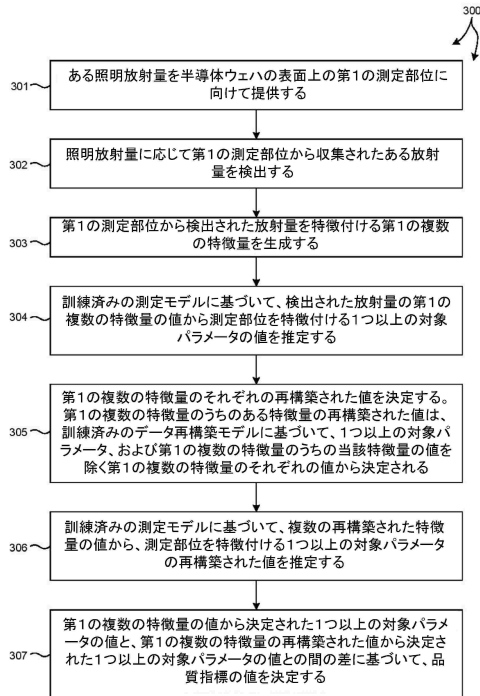 300
301
ある照明放射量を半導体ウェハの表面上の第1の測定部位に
向けて提供する
302
照明放射量に応じて第1の測定部位から収集されたある放射
量を検出する
303
第1の測定部位から検出された放射量を特徴付ける第1の複数
の特徴量を生成する
304
訓練済みの測定モデルに基づいて、検出された放射量の第1の
複数の特徴量の値から測定部位を特徴付ける1つ以上の対象
パラメータの値を推定する
305
第1の複数の特徴量のそれぞれの再構築された値を決定する。
第1の複数の特徴量のうちのある特徴量の再構築された値は、
訓練済みのデータ再構築モデルに基づいて、1つ以上の対象パ
ラメータ、および第1の複数の特徴量のうちの当該特徴量の値を
除く第1の複数の特徴量のそれぞれの値から決定される
306
訓練済みの測定モデルに基づいて、複数の再構築された特徴
量の値から、測定部位を特徴付ける1つ以上の対象パラメータ
の再構築された値を推定する
307
第1の複数の特徴量の値から決定された1つ以上の対象パラメ
ータの値と、第1の複数の特徴量の再構築された値から決定さ
れた1つ以上の対象パラメータの値との間の差に基づいて、品
質指標の値を決定する